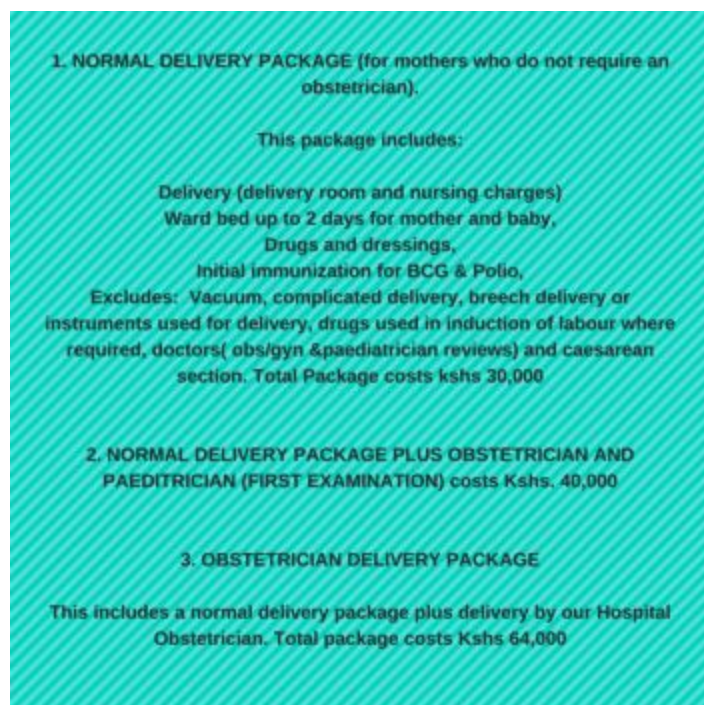 1. NORMAL DELIVERY PACKAGE (for mothers who do not require an
obstetrician).
This package includes:
Delivery (delivery room and nursing charges)
Ward bed up to 2 days for mother and baby,
Drugs and dressings,
Initial immunization for BCG & Polio,
Excludes:  Vacuum, complicated delivery, breech delivery or
instruments used for delivery, drugs used in induction of labour where
required, doctors( obs/gyn &paediatrician reviews) and caesarean
section. Total Package costs kshs 30,000
2. NORMAL DELIVERY PACKAGE PLUS OBSTETRICIAN AND
PAEDITRICIAN (FIRST EXAMINATION) costs Kshs. 40,000
3. OBSTETRICIAN DELIVERY PACKAGE
This includes a normal delivery package plus delivery by our Hospital
Obstetrician. Total package costs Kshs 64,000